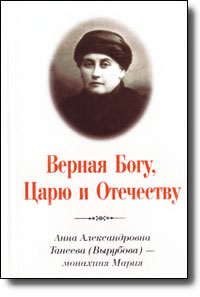 Верная Богу,
Царю и Отечеству
Анна Александровна
Танеева (Вырубова) —
монахиня Мария